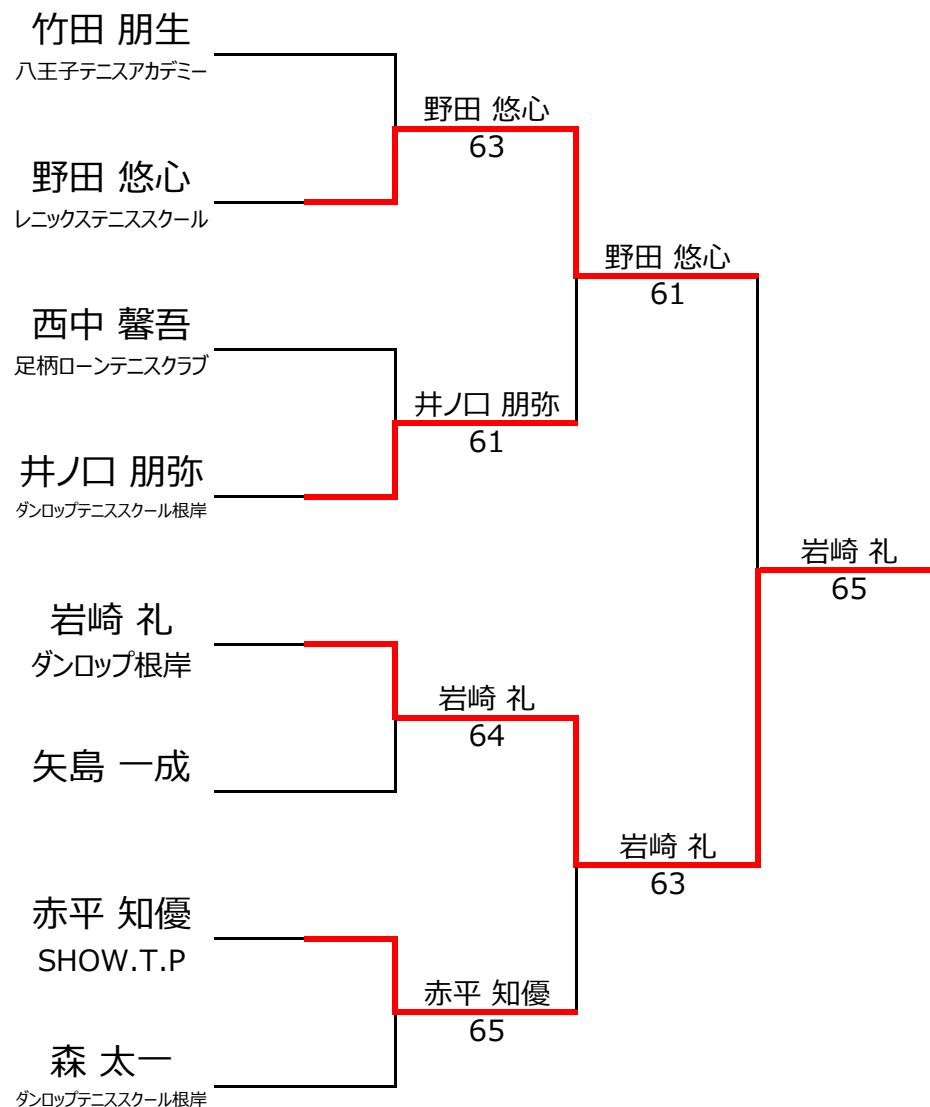 竹田 朋生
八王子テニスアカデミー
野田 悠心
63
野田 悠心
レニックステニススクール
野田 悠心
61
西中 馨吾
足柄ローンテニスクラブ
井ノ口 朋弥
61
井ノ口 朋弥
ダンロップテニススクール根岸
岩崎 礼
65
岩崎 礼
ダンロップ根岸
岩崎 礼
64
矢島 一成
岩崎 礼
63
赤平 知優
SHOW.T.P
赤平 知優
65
森 太一
ダンロップテニススクール根岸